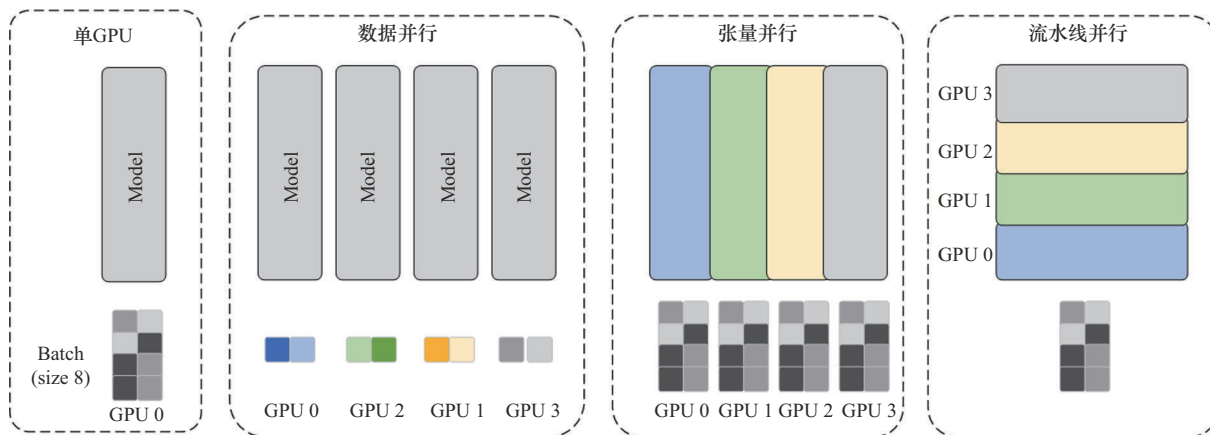 单GPU
Model
Batch
(size 8)
GPU 0
数据并行
Model
Model
Model
Model
GPU 0
GPU 2
GPU 1
GPU 3
张量并行
GPU 0
GPU 1
GPU 2
GPU 3
流水线并行
GPU 3
GPU 2
GPU 1
GPU 0